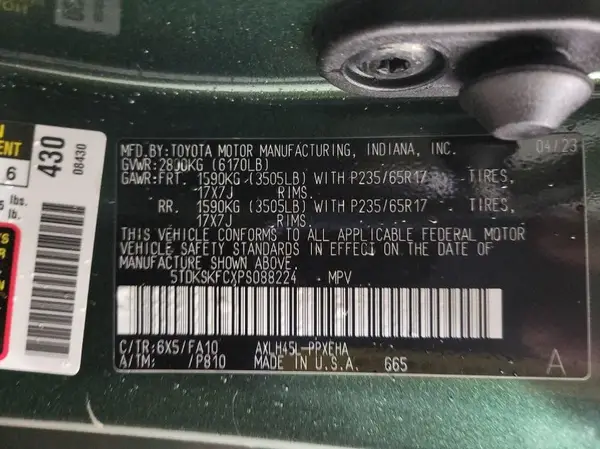 MFD.BY:TOYOTA MOTOR MANUFACTURING, INDIANA, INC. 04/23
GVWR:2800KG (6170LB)
GAWR:FRT. 1590KG (3505LB) WITH P235/65R17 TIRES,
17X7J RIMS.
RR. 1590KG (3505LB) WITH P235/65R17 TIRES,
17X7J RIMS.
THIS VEHICLE CONFORMS TO ALL APPLICABLE FEDERAL MOTOR
VEHICLE SAFETY STANDARDS IN EFFECT ON THE DATE OF
MANUFACTURE SHOWN ABOVE.
5TDKSKFCXPS088224 MPV
C/TR:6X5/FA10 AXLH45L-PPXEHA
A/TM: /P810 MADE IN U.S.A. 665
A
430
08430
6
lbs.
lb.